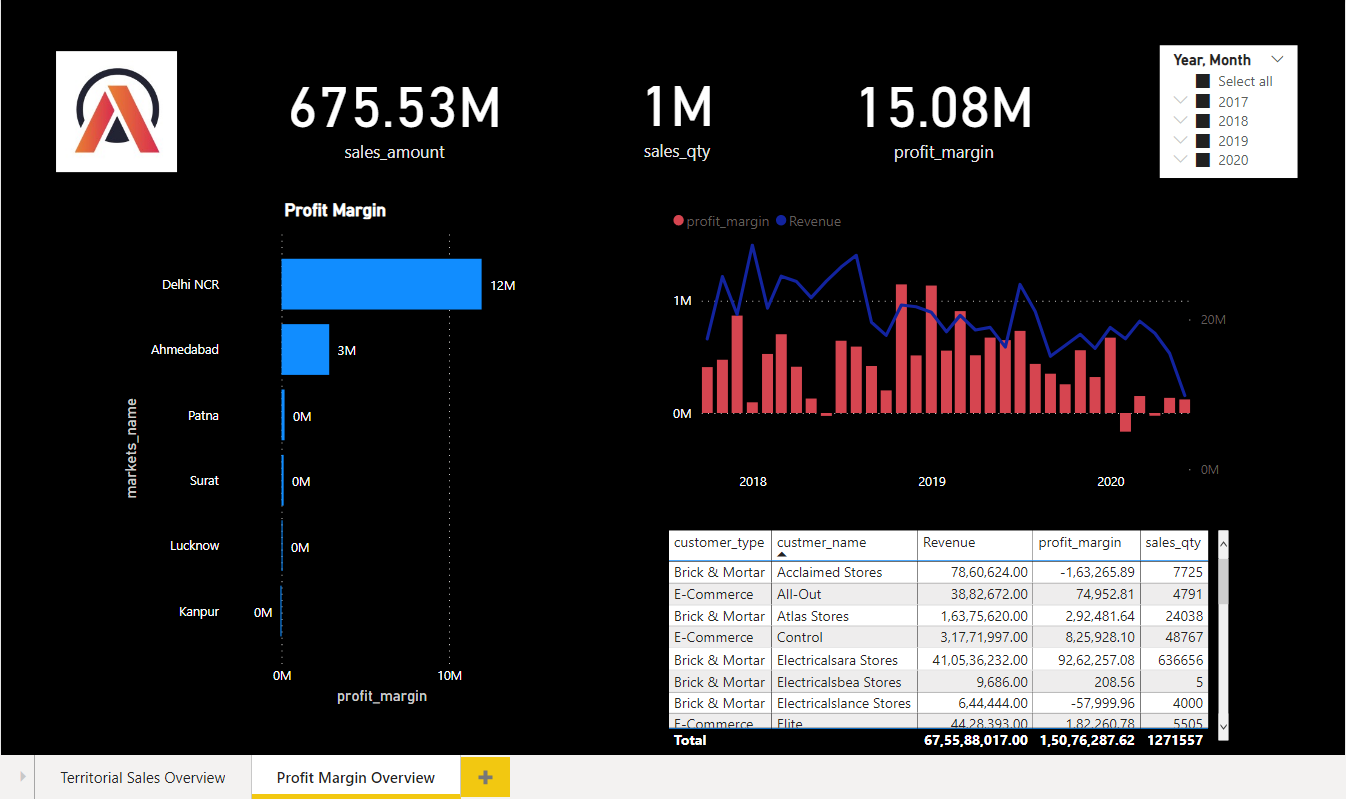 675.53M
sales_amount
1M
sales_qty
15.08M
profit_margin
Year, Month
Select all
2017
2018
2019
2020
Profit Margin
markets_name
Delhi NCR 12M
Ahmedabad 3M
Patna 0M
Surat 0M
Lucknow 0M
Kanpur 0M
0M 10M
profit_margin
profit_margin Revenue
1M
20M
0M
0M
2018 2019 2020
customer_type custmer_name Revenue profit_margin sales_qty
Brick & Mortar Acclaimed Stores 78,60,624.00 -1,63,265.89 7725
E-Commerce All-Out 38,82,672.00 74,952.81 4791
Brick & Mortar Atlas Stores 1,63,75,620.00 2,92,481.64 24038
E-Commerce Control 3,17,71,997.00 8,25,928.10 48767
Brick & Mortar Electricalsara Stores 41,05,36,232.00 92,62,257.08 636656
Brick & Mortar Electricalsbea Stores 9,686.00 208.56 5
Brick & Mortar Electricalslance Stores 6,44,444.00 -57,999.96 4000
E-Commerce Elite 44,28,393.00 1,82,260.78 5505
Total 67,55,88,017.00 1,50,76,287.62 1271557
Territorial Sales Overview Profit Margin Overview +